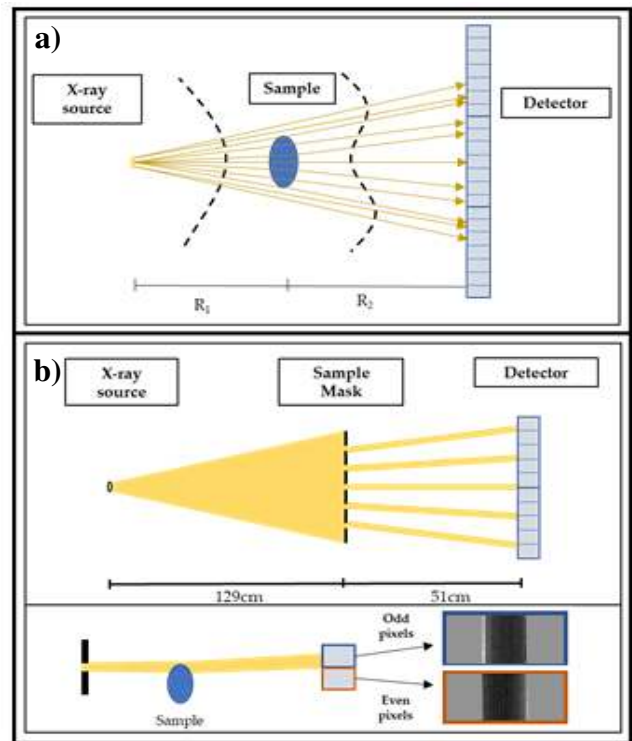 a)
X-ray
source
Sample
Detector
R₁
R₂
b)
X-ray
source
Sample
Mask
Detector
129cm
51cm
Odd
pixels
Even
pixels
Sample